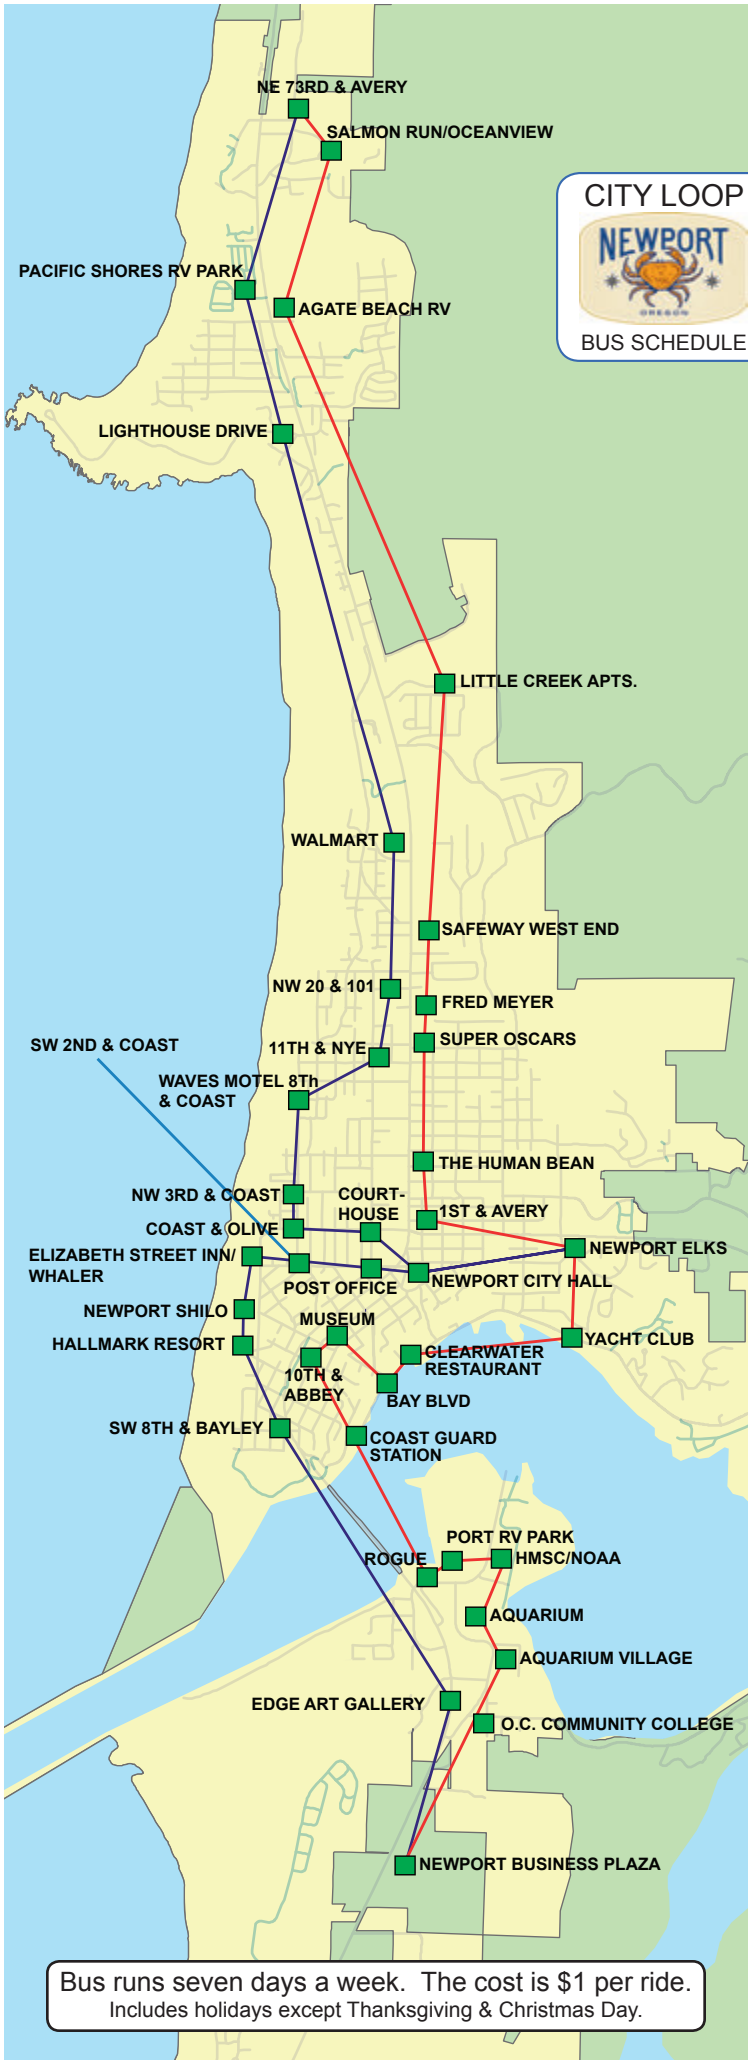 NE 73RD & AVERY
SALMON RUN/OCEANVIEW
CITY LOOP
NEWPORT
OREGON
BUS SCHEDULE
PACIFIC SHORES RV PARK
AGATE BEACH RV
LIGHTHOUSE DRIVE
LITTLE CREEK APTS.
WALMART
SAFEWAY WEST END
NW 20 & 101
FRED MEYER
SUPER OSCARS
SW 2ND & COAST
11TH & NYE
WAVES MOTEL 8Th
& COAST
THE HUMAN BEAN
NW 3RD & COAST
COURT-
HOUSE
1ST & AVERY
COAST & OLIVE
ELIZABETH STREET INN/
WHALER
NEWPORT ELKS
POST OFFICE
NEWPORT CITY HALL
NEWPORT SHILO
MUSEUM
HALLMARK RESORT
YACHT CLUB
CLEARWATER
RESTAURANT
10TH &
ABBEY
BAY BLVD
SW 8TH & BAYLEY
COAST GUARD
STATION
PORT RV PARK
ROGUE
HMSC/NOAA
AQUARIUM
AQUARIUM VILLAGE
EDGE ART GALLERY
O.C. COMMUNITY COLLEGE
NEWPORT BUSINESS PLAZA
Bus runs seven days a week. The cost is $1 per ride.
Includes holidays except Thanksgiving & Christmas Day.